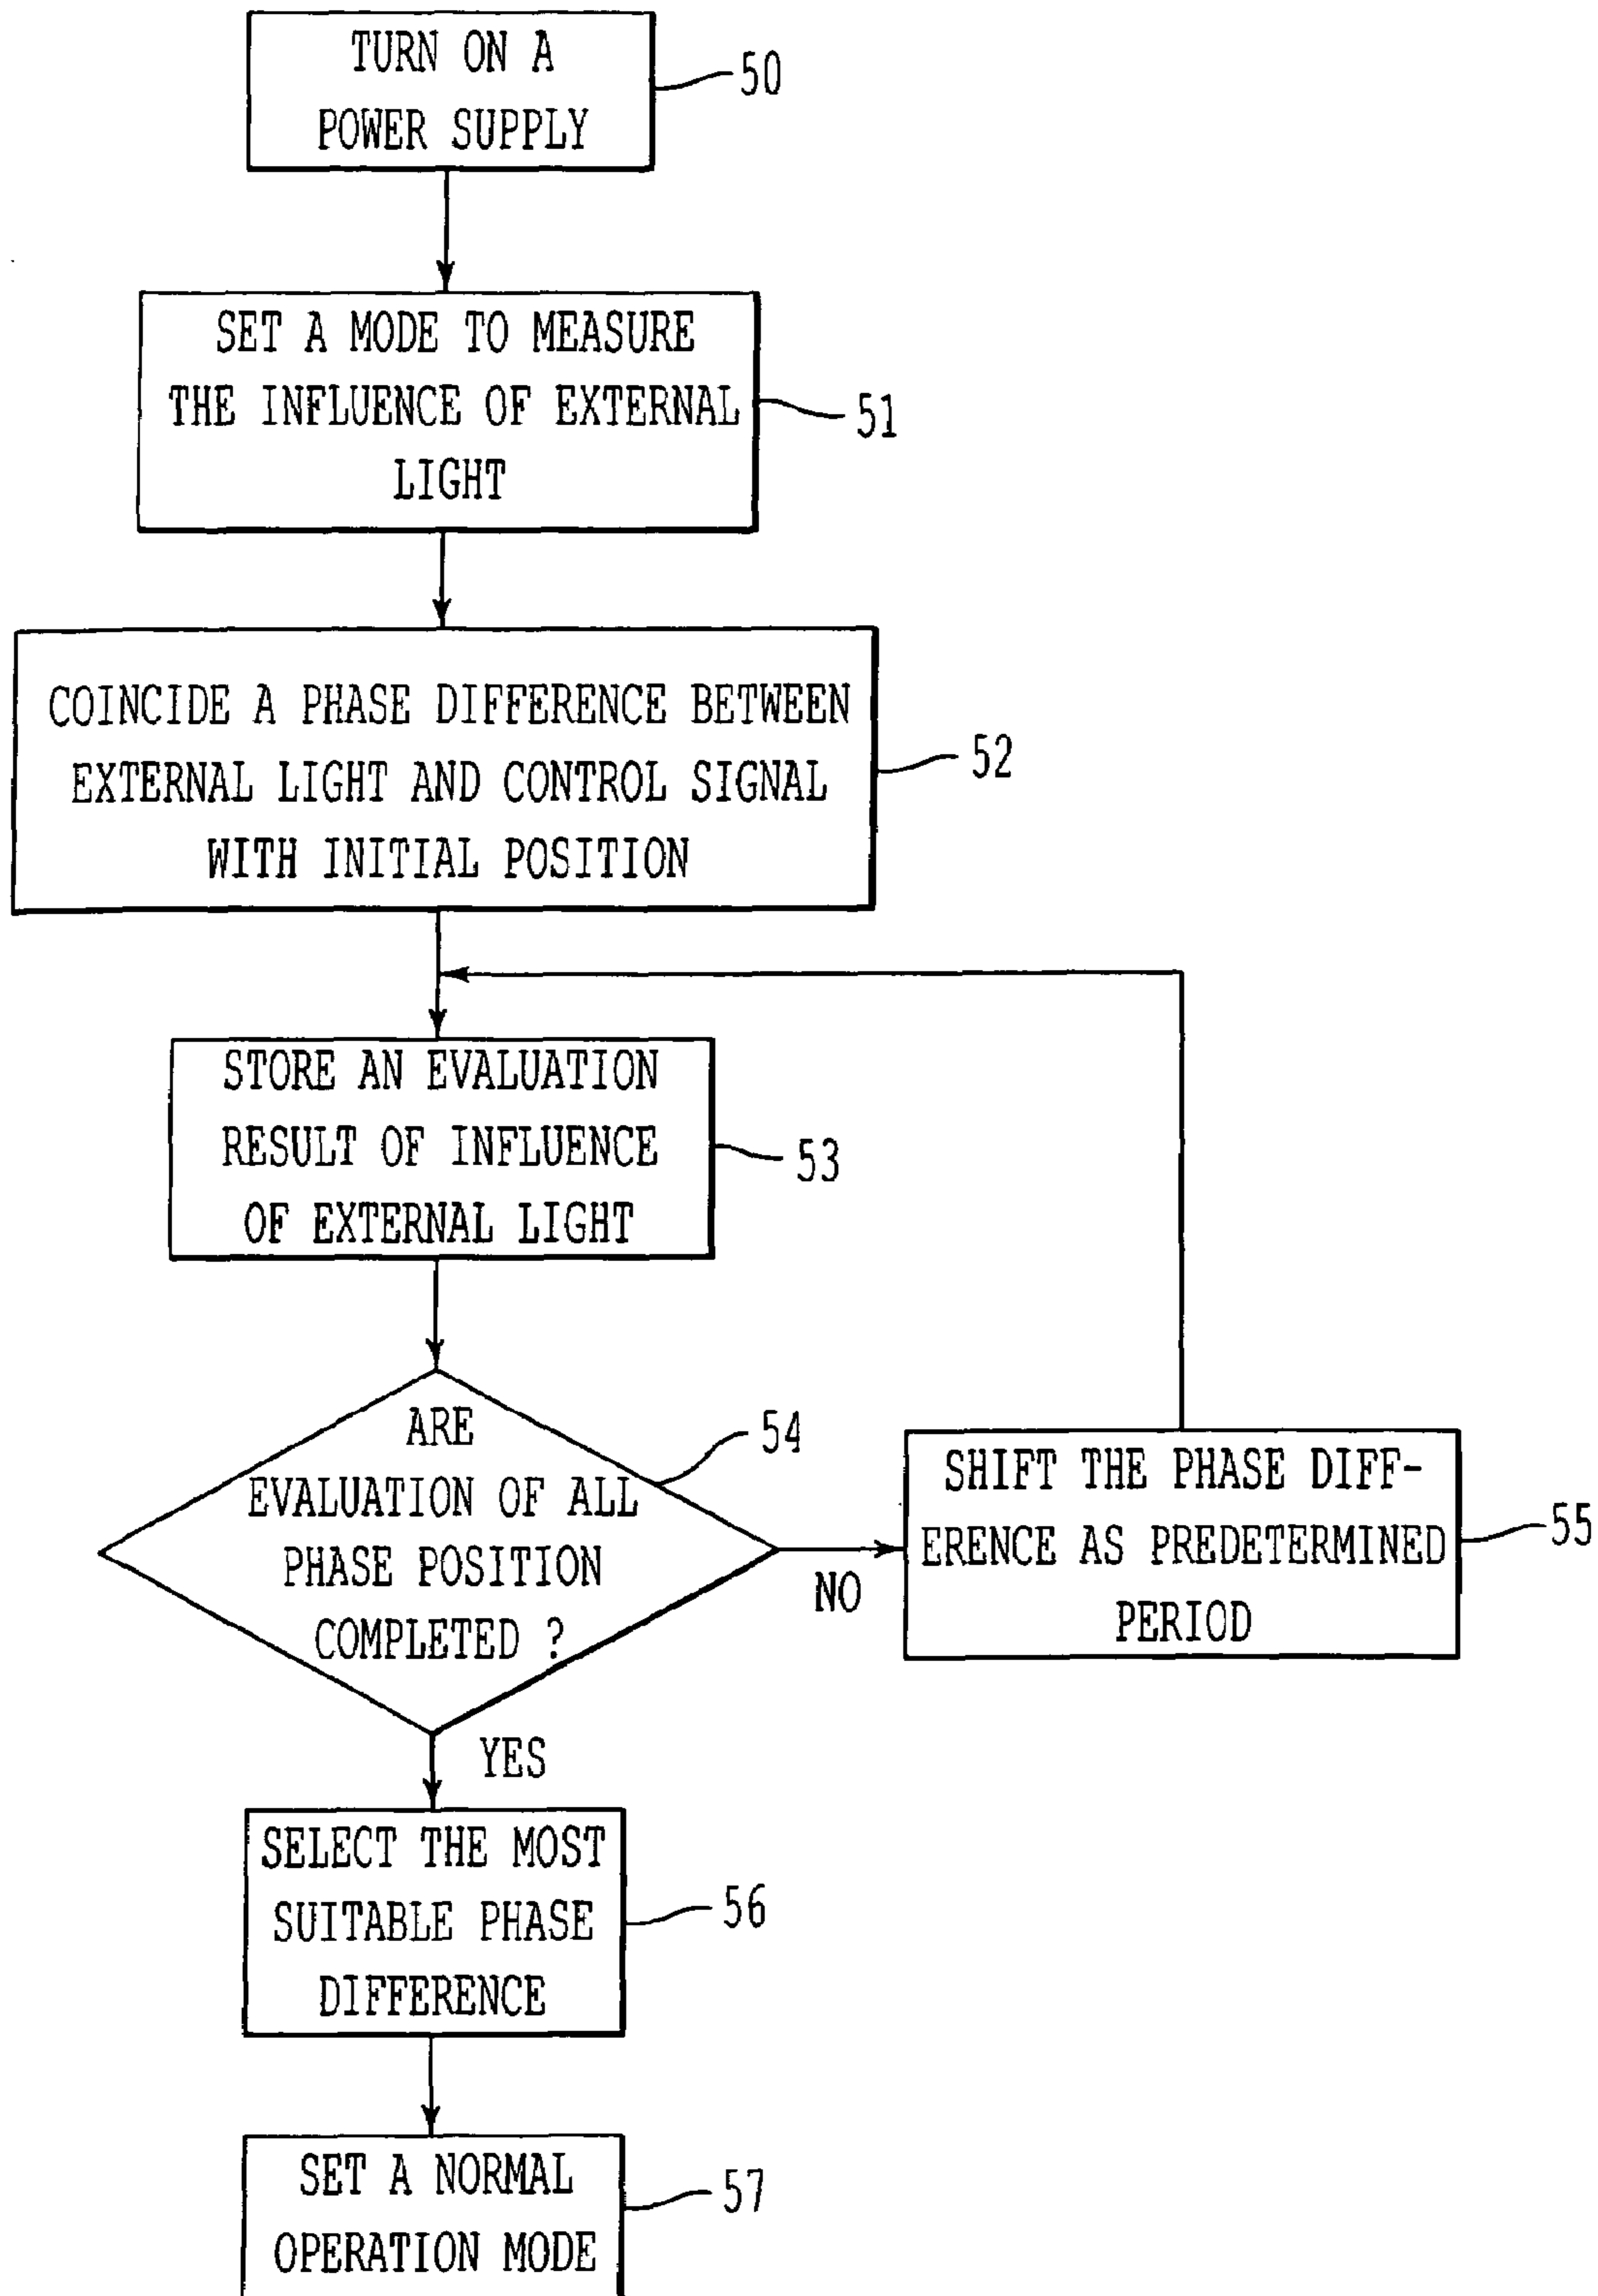 TURN ON A
POWER SUPPLY
50
SET A MODE TO MEASURE
THE INFLUENCE OF EXTERNAL
LIGHT
51
COINCIDE A PHASE DIFFERENCE BETWEEN
EXTERNAL LIGHT AND CONTROL SIGNAL
WITH INITIAL POSITION
52
STORE AN EVALUATION
RESULT OF INFLUENCE
OF EXTERNAL LIGHT
53
ARE
EVALUATION OF ALL
PHASE POSITION
COMPLETED ?
54
NO
SHIFT THE PHASE DIFF-
ERENCE AS PREDETERMINED
PERIOD
55
YES
SELECT THE MOST
SUITABLE PHASE
DIFFERENCE
56
SET A NORMAL
OPERATION MODE
57